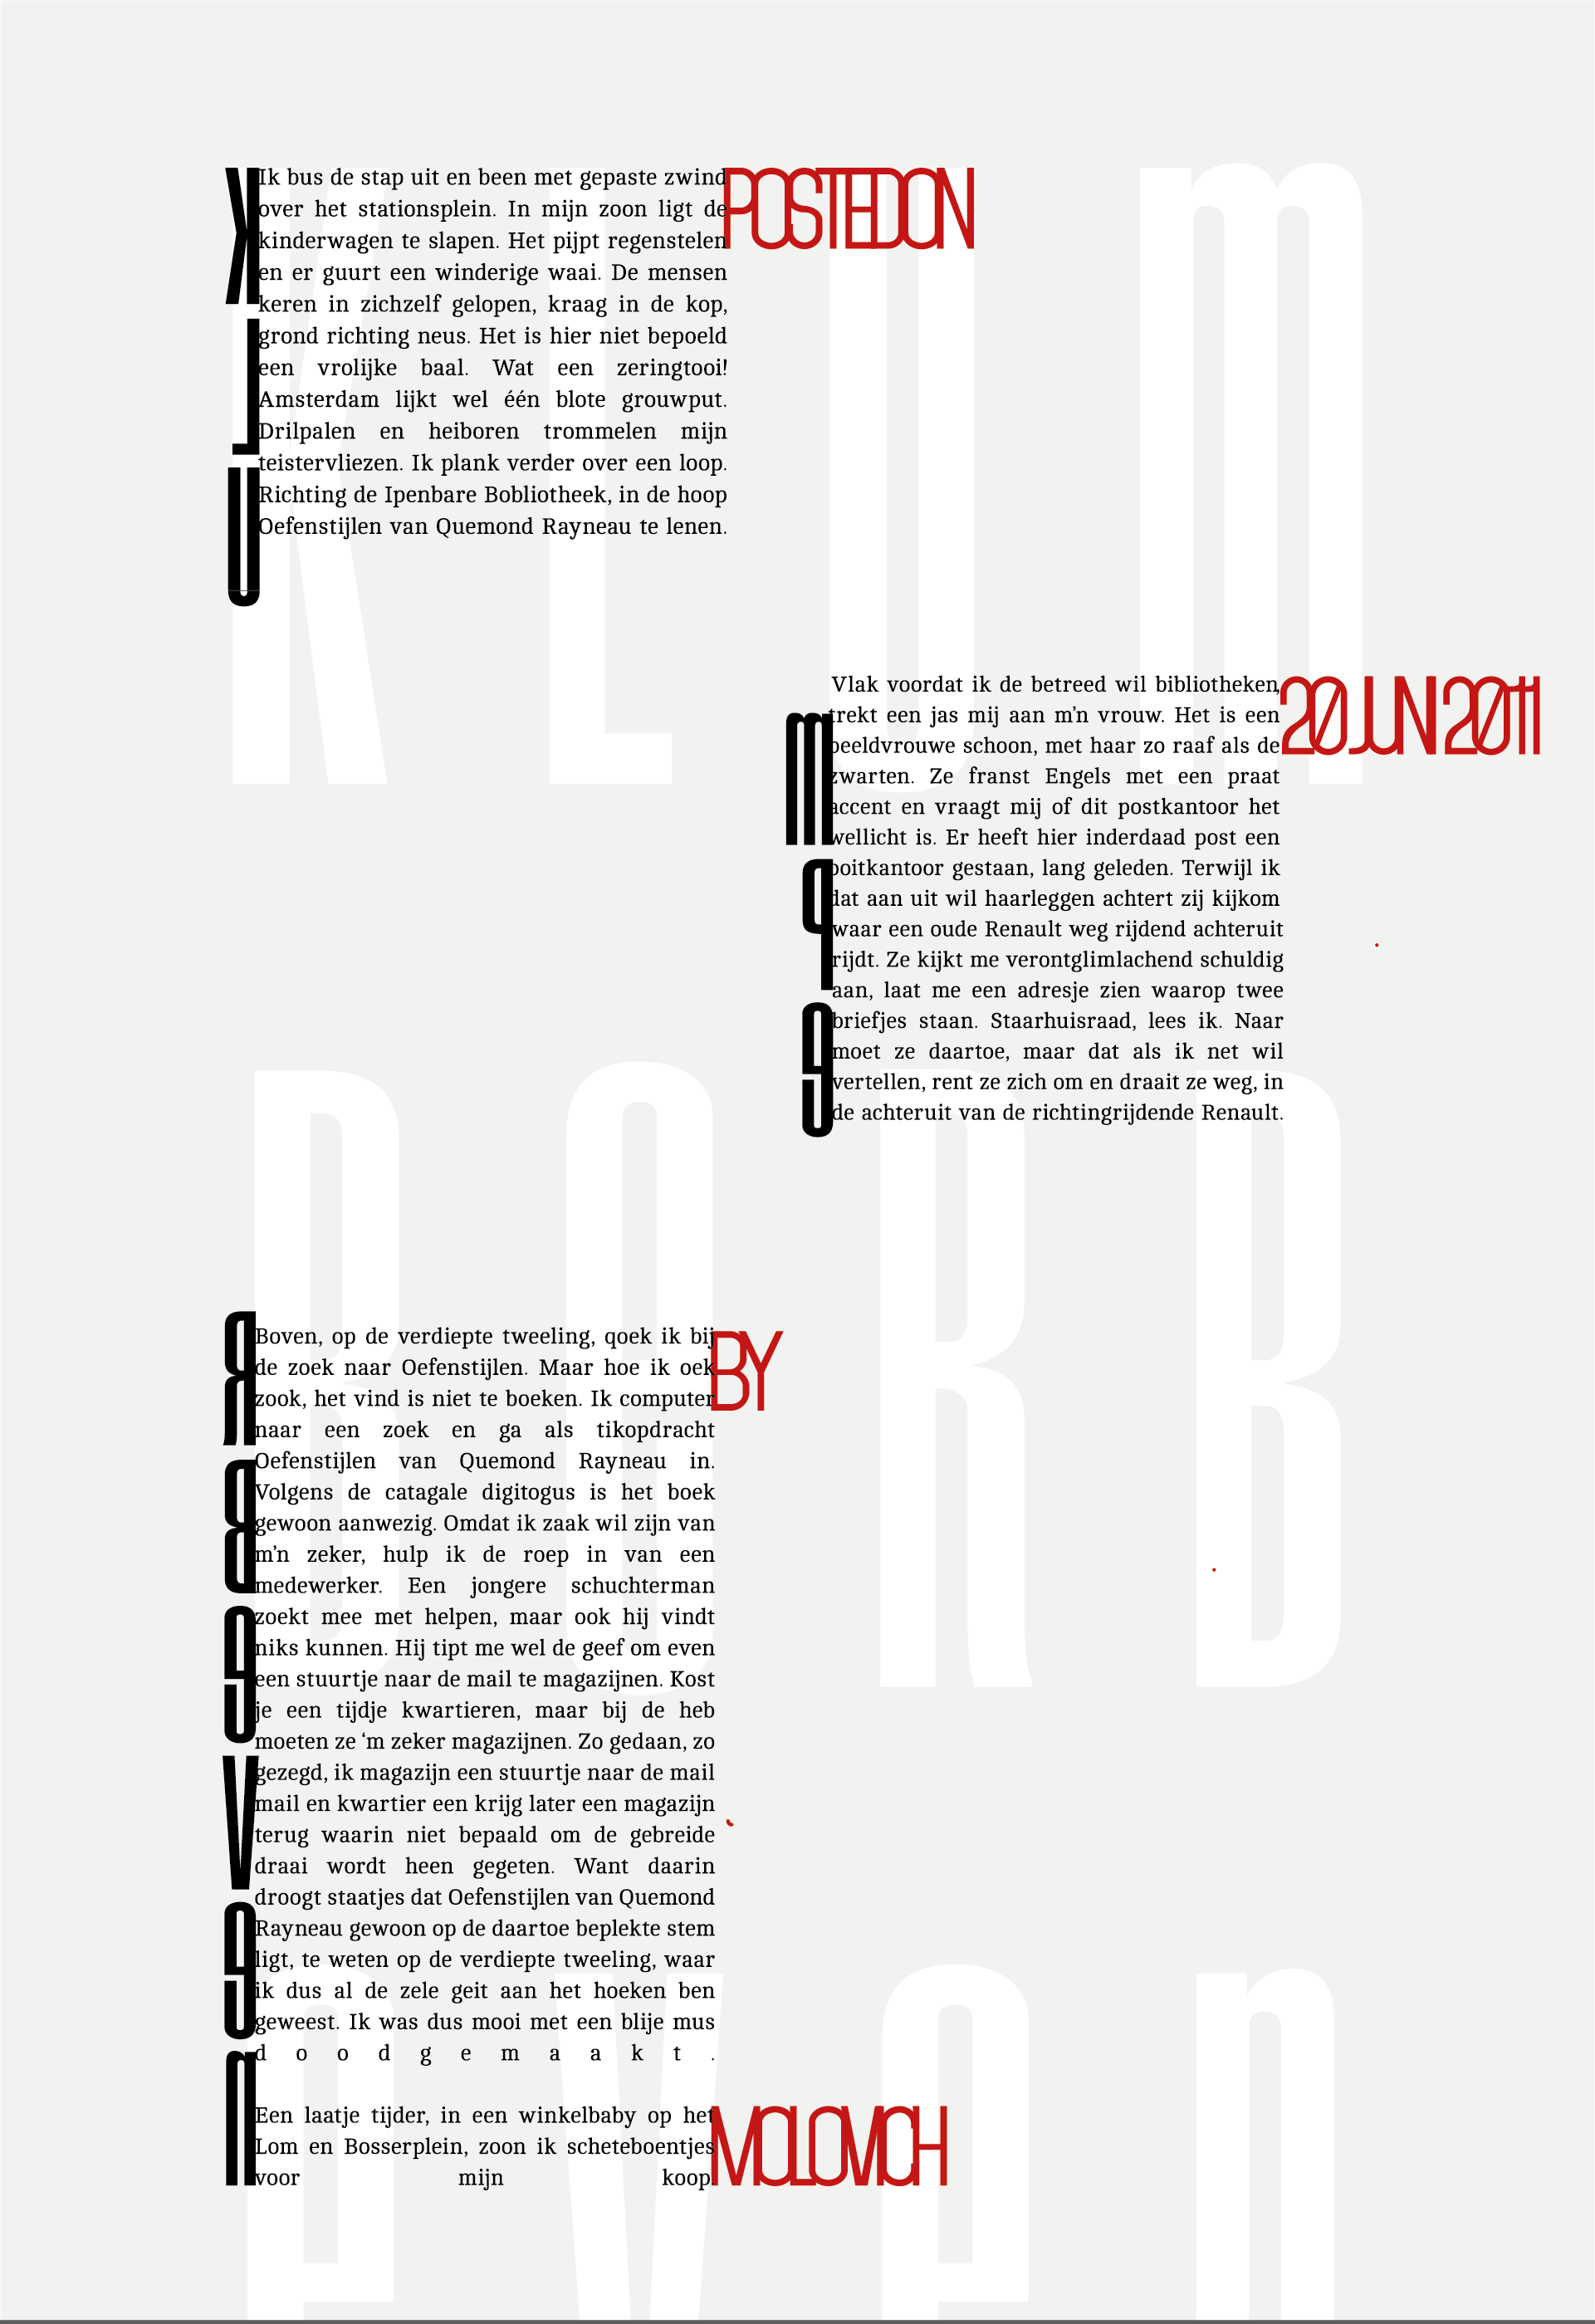 KLUM
Ik bus de stap uit en been met gepaste zwind
over het stationsplein. In mijn zoon ligt de
kinderwagen te slapen. Het pijpt regenstelen
en er guurt een winderige waai. De mensen
keren in zichzelf gelopen, kraag in de kop,
grond richting neus. Het is hier niet bepoeld
een vrolijke baal. Wat een zeringtooi!
Amsterdam lijkt wel één blote grouwput.
Drilpalen en heiboren trommelen mijn
teistervliezen. Ik plank verder over een loop.
Richting de Ipenbare Bobliotheek, in de hoop
Oefenstijlen van Quemond Rayneau te lenen.
POSTEDON
Vlak voordat ik de betreed wil bibliotheken,
trekt een jas mij aan m’n vrouw. Het is een
beeldvrouwe schoon, met haar zo raaf als de
zwarten. Ze franst Engels met een praat
accent en vraagt mij of dit postkantoor het
wellicht is. Er heeft hier inderdaad post een
ooitkantoor gestaan, lang geleden. Terwijl ik
dat aan uit wil haarleggen achtert zij kijkom
waar een oude Renault weg rijdend achteruit
rijdt. Ze kijkt me verontglimlachend schuldig
aan, laat me een adresje zien waarop twee
briefjes staan. Staarhuisraad, lees ik. Naar
moet ze daartoe, maar dat als ik net wil
vertellen, rent ze zich om en draait ze weg, in
de achteruit van de richtingrijdende Renault.
20 JUN 2011
BORB
Boven, op de verdiepte tweeling, qoek ik bij
de zoek naar Oefenstijlen. Maar hoe ik oek
zook, het vind is niet te boeken. Ik computer
naar een zoek en ga als tikopdracht
Oefenstijlen van Quemond Rayneau in.
Volgens de catagale digitogus is het boek
gewoon aanwezig. Omdat ik zaak wil zijn van
m’n zeker, hulp ik de roep in van een
medewerker. Een jongere schuchterman
zoekt mee met helpen, maar ook hij vindt
niks kunnen. Hij tipt me wel de geef om even
een stuurtje naar de mail te magazijnen. Kost
je een tijdje kwartieren, maar bij de heb
moeten ze ‘m zeker magazijnen. Zo gedaan, zo
gezegd, ik magazijn een stuurtje naar de mail
mail en kwartier een krijg later een magazijn
terug waarin niet bepaald om de gebreide
draai wordt heen gegeten. Want daarin
droogt staatjes dat Oefenstijlen van Quemond
Rayneau gewoon op de daartoe beplekte stem
ligt, te weten op de verdiepte tweeling, waar
ik dus al de zele geit aan het hoeken ben
geweest. Ik was dus mooi met een blije mus
doodgemaakt.
BY
Een laatje tijder, in een winkelbaby op het
Lom en Bosserplein, zoon ik scheteboentjes
voor mijn koop.
MOLOVICH
even